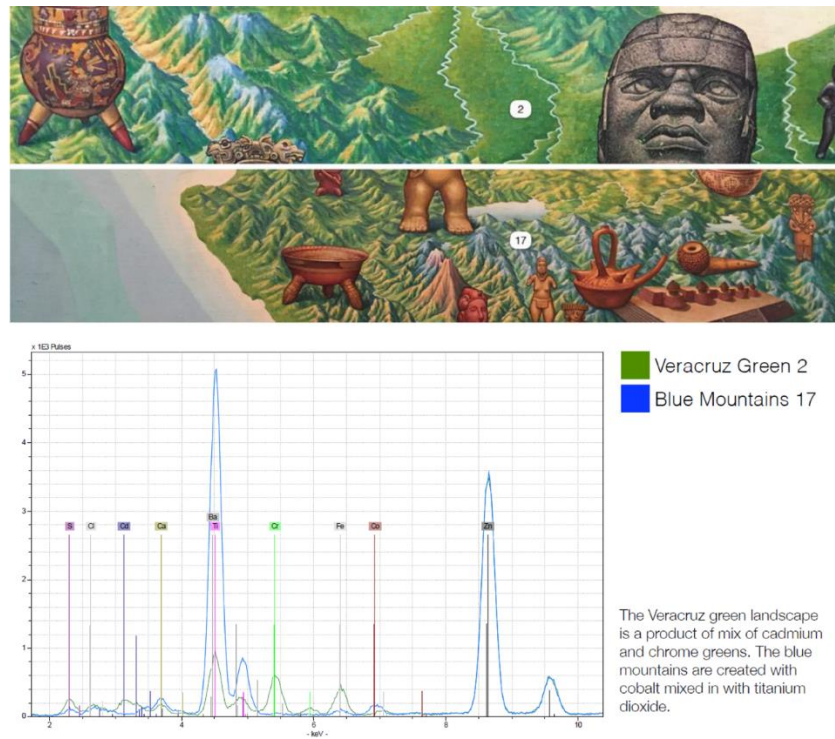 2
17
x 1E3 Pulses
Veracruz Green 2
Blue Mountains 17
5
4
3
2
1
0
S Cl Cd Ca Ba Ti Cr Fe Co Zn
2 4 6 8 10
- keV -
The Veracruz green landscape
is a product of mix of cadmium
and chrome greens. The blue
mountains are created with
cobalt mixed in with titanium
dioxide.